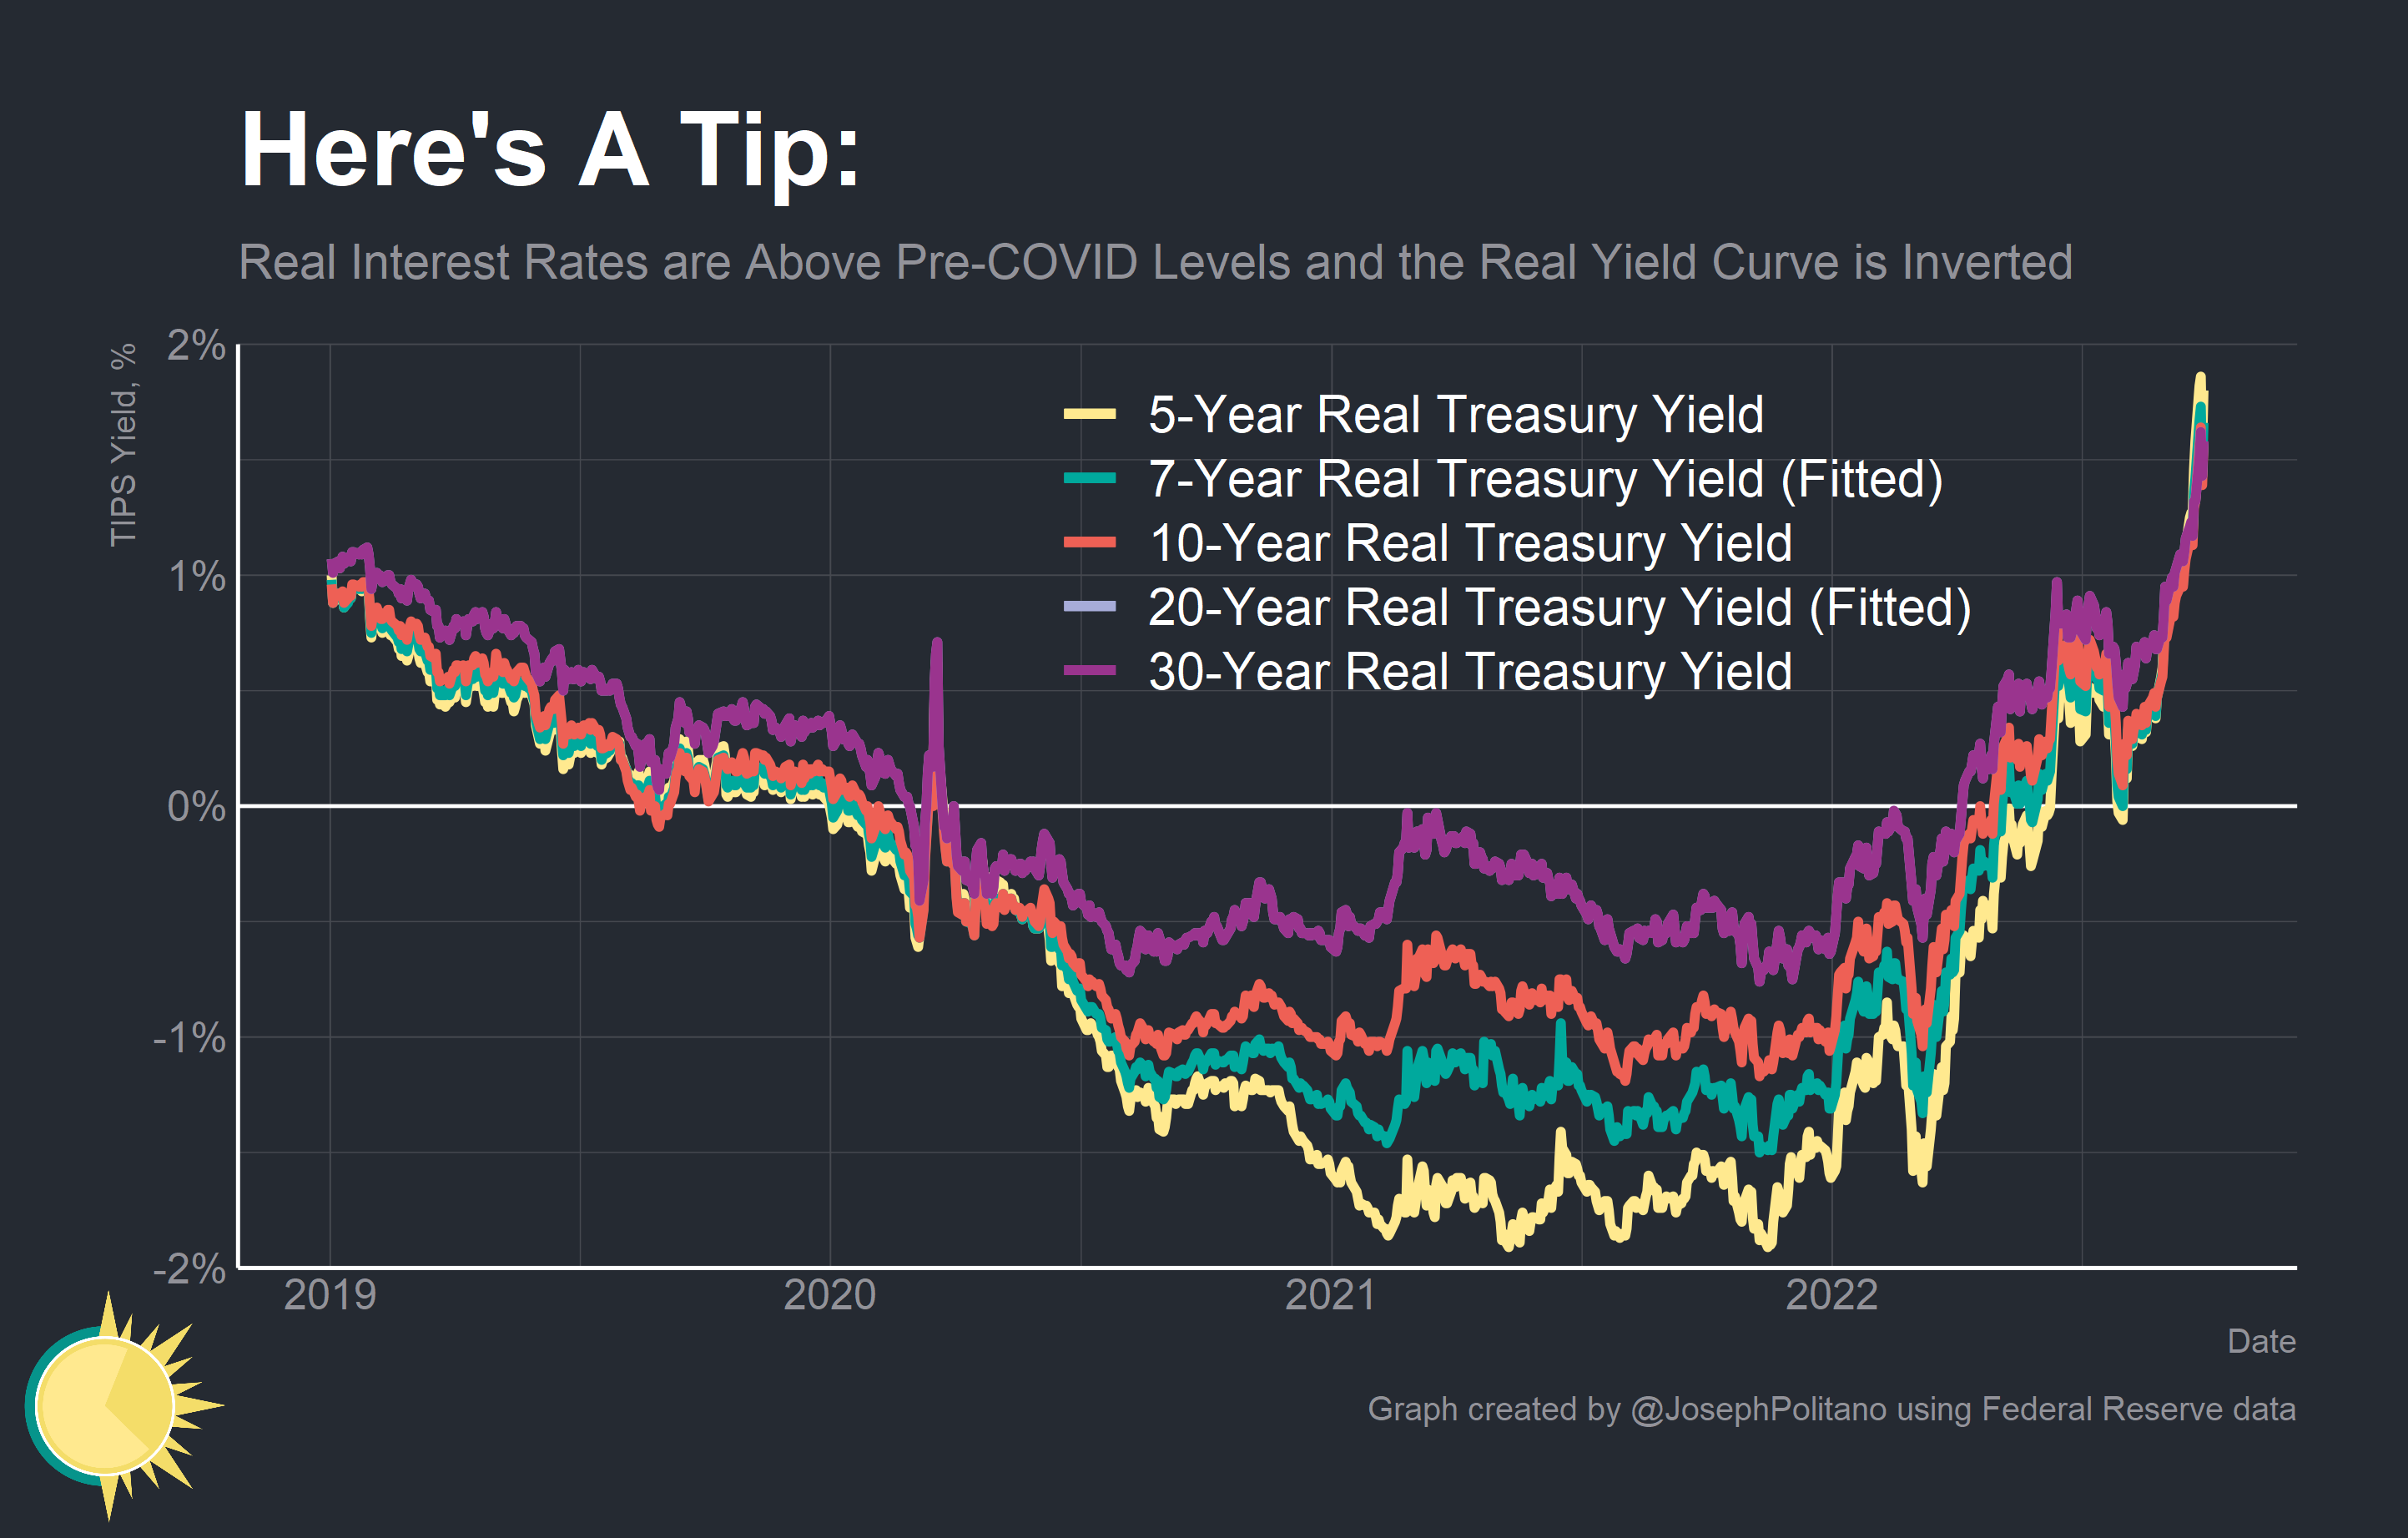 Here's A Tip:
Real Interest Rates are Above Pre-COVID Levels and the Real Yield Curve is Inverted
TIPS Yield, %
2%
1%
0%
-1%
-2%
5-Year Real Treasury Yield
7-Year Real Treasury Yield (Fitted)
10-Year Real Treasury Yield
20-Year Real Treasury Yield (Fitted)
30-Year Real Treasury Yield
2019 2020 2021 2022
Date
Graph created by @JosephPolitano using Federal Reserve data